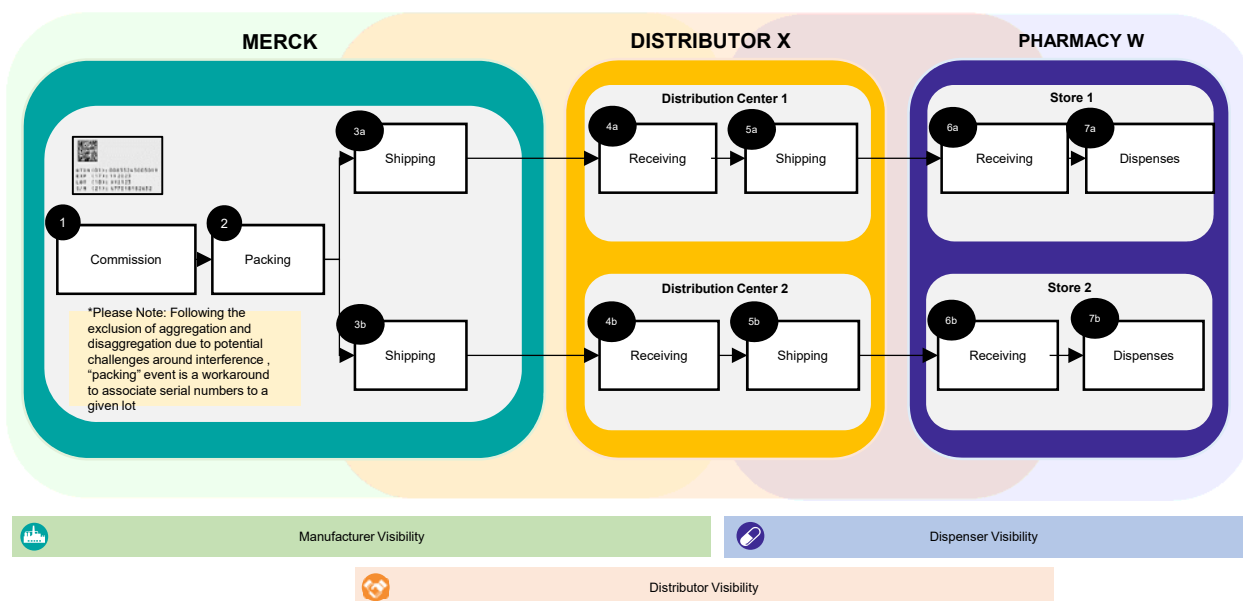 MERCK
DISTRIBUTOR X
PHARMACY W
Distribution Center 1
Store 1
3a
4a
5a
6a
7a
Shipping
Receiving
Shipping
Receiving
Dispenses
1
2
Commission
Packing
Distribution Center 2
Store 2
*Please Note: Following the
exclusion of aggregation and
disaggregation due to potential
challenges around interference ,
“packing” event is a workaround
to associate serial numbers to a
given lot
3b
4b
5b
6b
7b
Shipping
Receiving
Shipping
Receiving
Dispenses
Manufacturer Visibility
Dispenser Visibility
Distributor Visibility